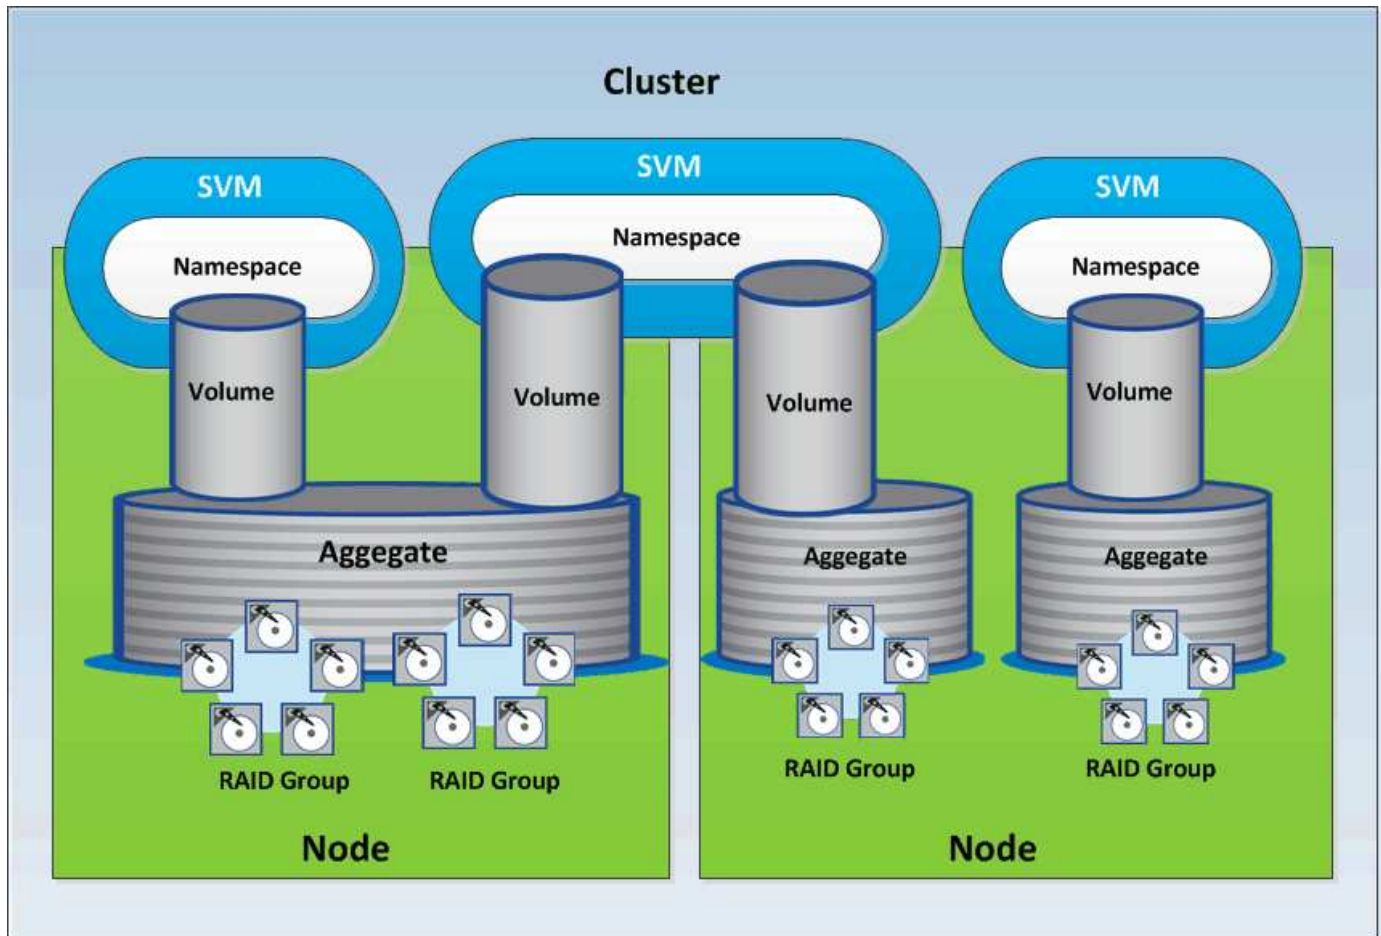 Cluster
SVM
SVM
SVM
Namespace
Namespace
Namespace
Volume
Volume
Volume
Volume
Aggegate
Aggegate
Aggegate
RAID Group
RAID Group
RAID Group
RAID Group
Node
Node